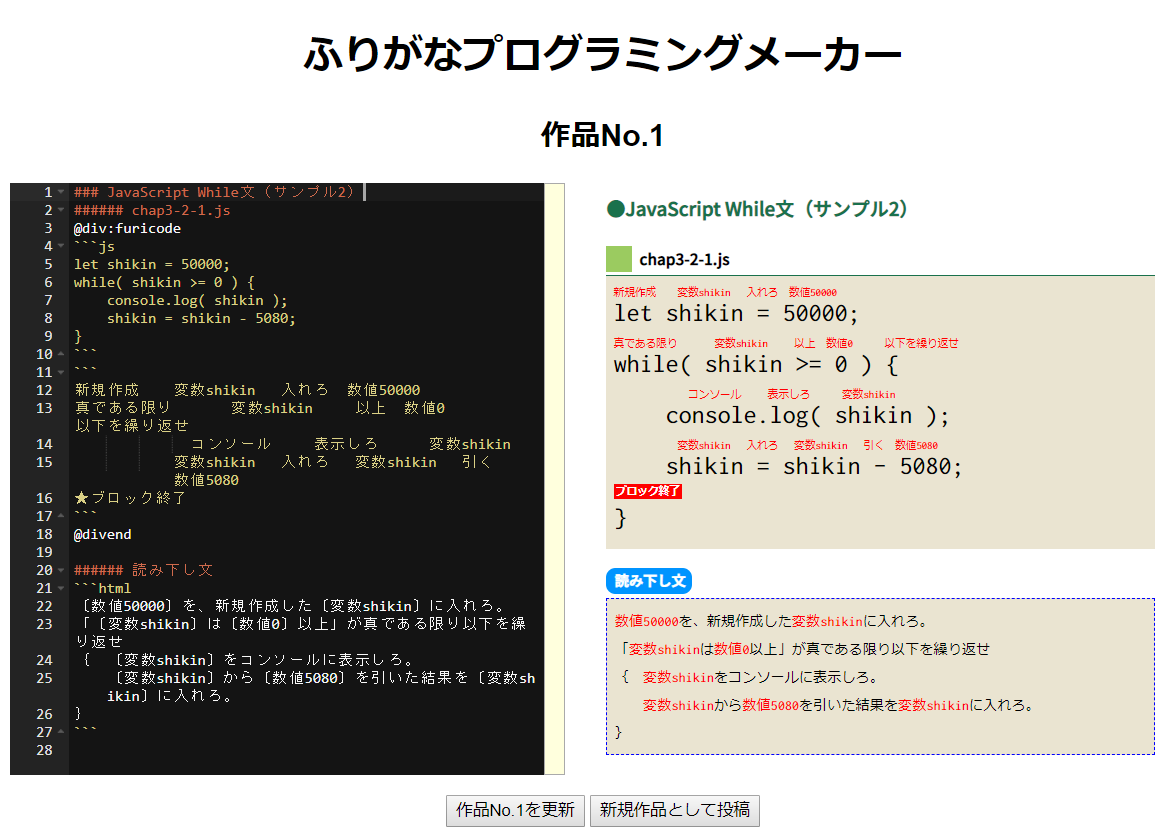 ふりがなプログラミングメーカー
作品No.1
1 ### JavaScript While文（サンプル2）
2 ###### chap3-2-1.js
3 @div:furicode
4 ```js
5 let shikin = 50000;
6 while( shikin >= 0 ) {
7 console.log( shikin );
8 shikin = shikin - 5080;
9 }
10 ```
11 ```
12 新規作成 変数shikin 入れろ 数値50000
13 真である限り 変数shikin 以上 数値0
以下を繰り返せ
14 コンソール 表示しろ 変数shikin
15 変数shikin 入れろ 変数shikin 引く
数値5080
16 ★ブロック終了
17 ```
18 @divend
19
20 ###### 読み下し文
21 ```html
22 〔数値50000〕を、新規作成した〔変数shikin〕に入れろ。
23 「〔変数shikin〕は〔数値0〕以上」が真である限り以下を繰
り返せ
24 ｛ 〔変数shikin〕をコンソールに表示しろ。
25 〔変数shikin〕から〔数値5080〕を引いた結果を〔変数sh
ikin〕に入れろ。
26 ｝
27 ```
28
●JavaScript While文（サンプル2）
chap3-2-1.js
新規作成 変数shikin 入れろ 数値50000
let shikin = 50000;
真である限り 変数shikin 以上 数値0 以下を繰り返せ
while( shikin >= 0 ) {
コンソール 表示しろ 変数shikin
console.log( shikin );
変数shikin 入れろ 変数shikin 引く 数値5080
shikin = shikin - 5080;
ブロック終了
}
読み下し文
数値50000を、新規作成した変数shikinに入れろ。
「変数shikinは数値0以上」が真である限り以下を繰り返せ
｛ 変数shikinをコンソールに表示しろ。
変数shikinから数値5080を引いた結果を変数shikinに入れろ。
｝
作品No.1を更新 新規作品として投稿